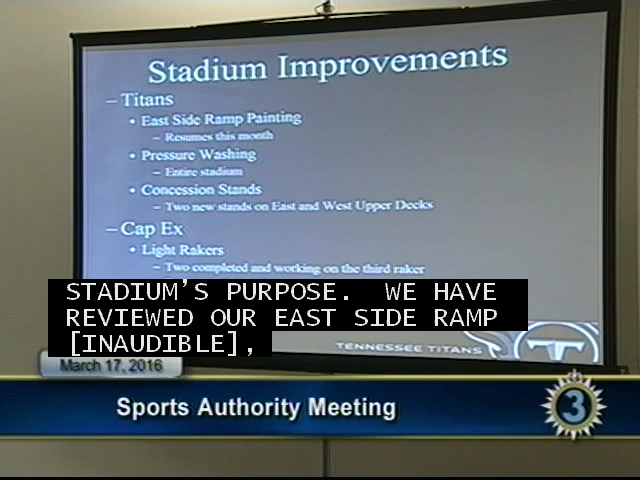 Stadium Improvements
– Titans
• East Side Ramp Painting
– Resumes this month
• Pressure Washing
– Entire stadium
• Concession Stands
– Two new stands on East and West Upper Decks
– Cap Ex
• Light Rakers
– Two completed and working on the third raker
STADIUM'S PURPOSE. WE HAVE
REVIEWED OUR EAST SIDE RAMP
[INAUDIBLE],
TENNESSEE TITANS
March 17, 2016
Sports Authority Meeting
3